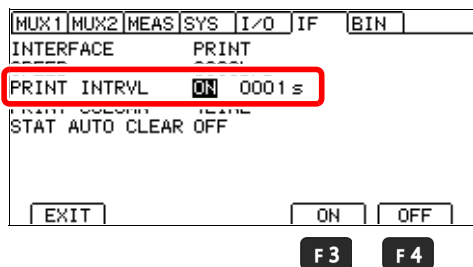 MUX1 MUX2 MEAS SYS I/O IF BIN
INTERFACE PRINT
PRINT INTRVL ON 0001 s
STAT AUTO CLEAR OFF
EXIT ON OFF
F3 F4